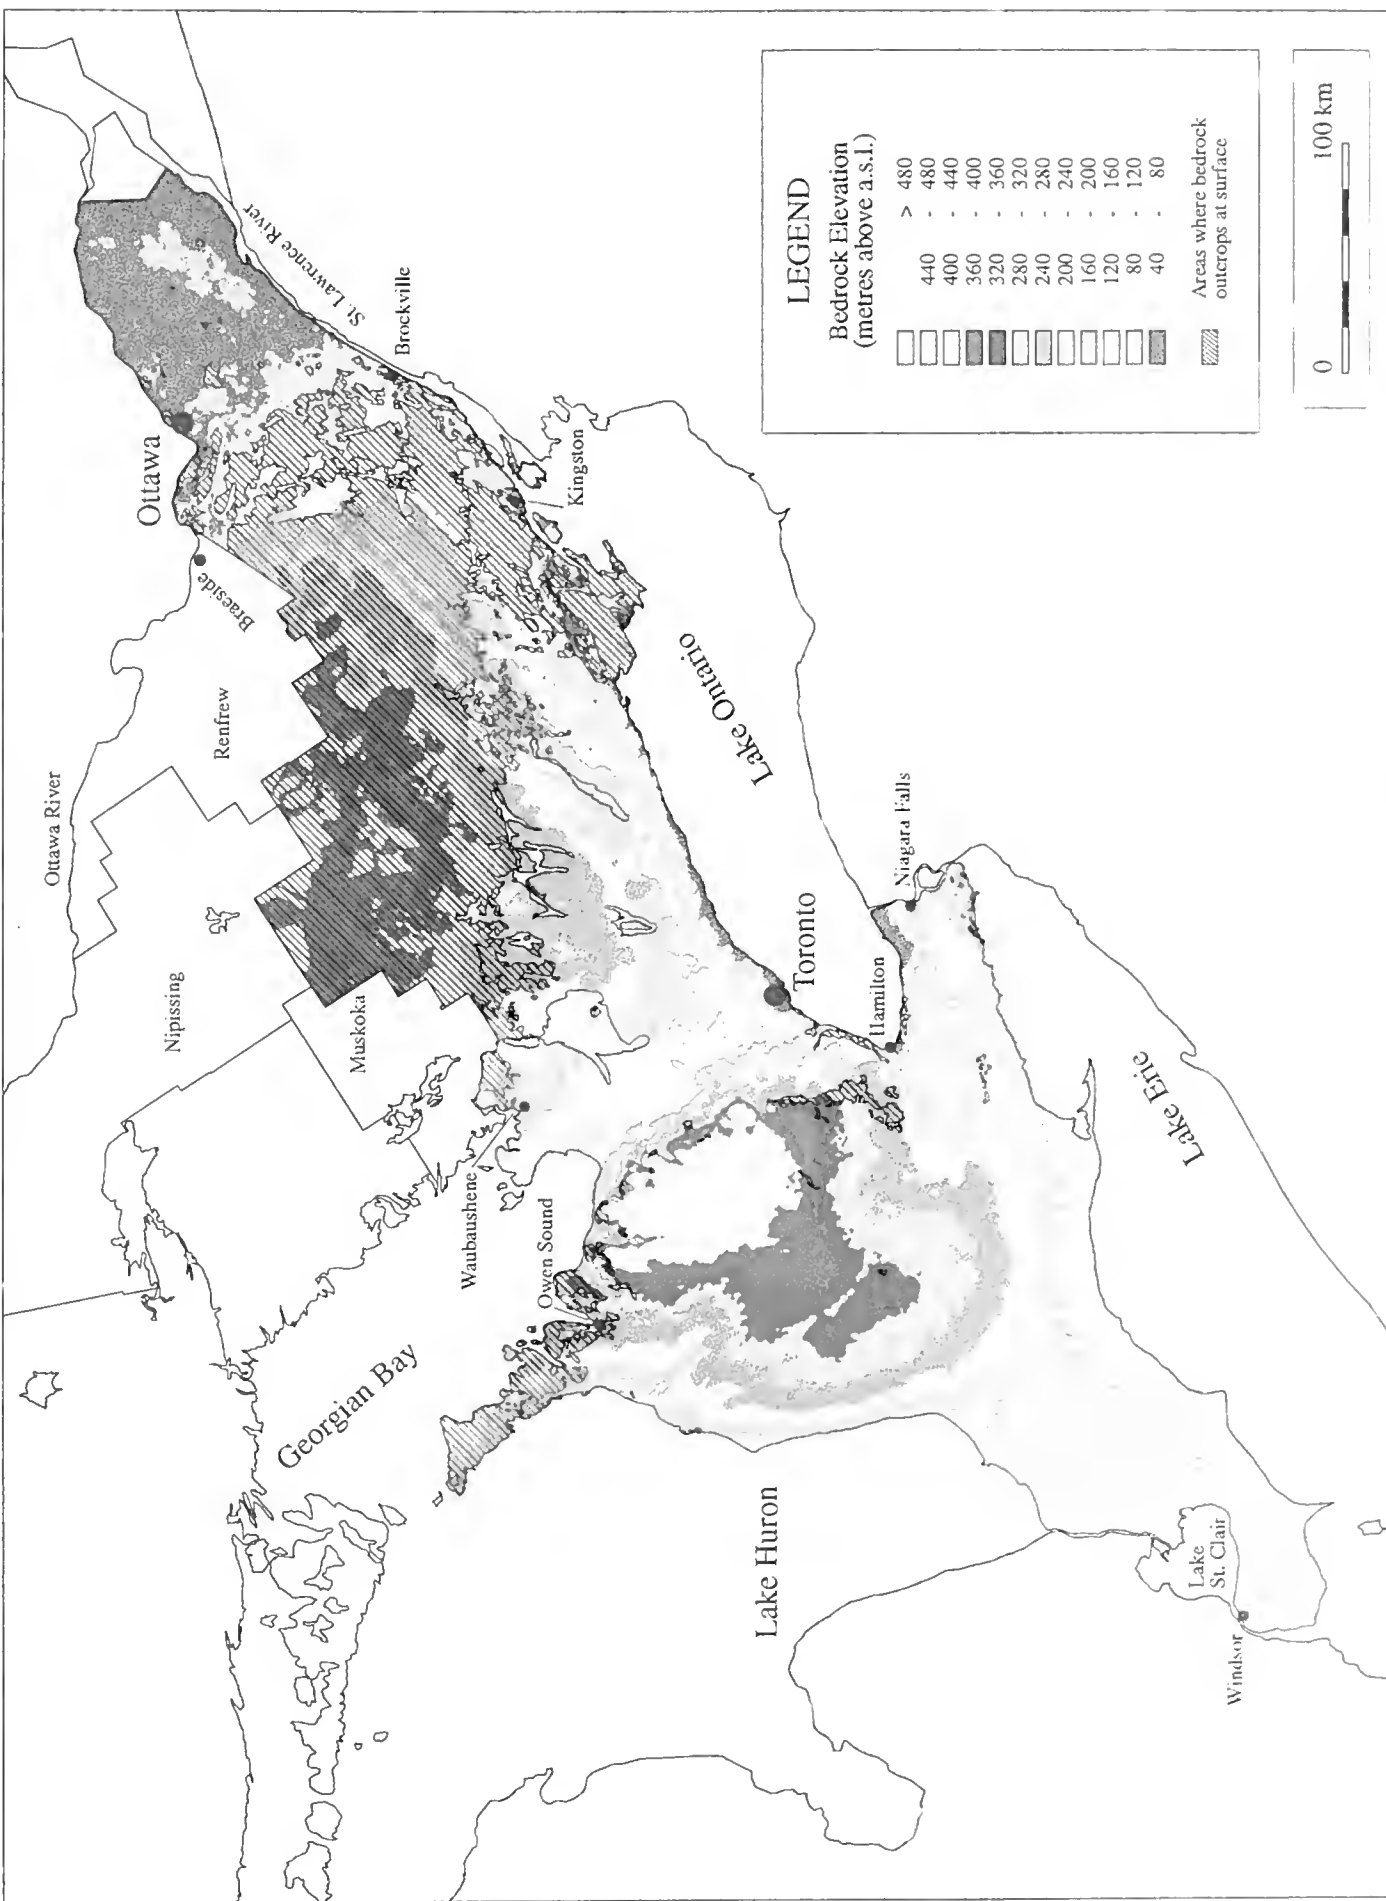 LEGEND
Bedrock Elevation
(metres above a.s.l.)
> 480
440 - 480
400 - 440
360 - 400
320 - 360
280 - 320
240 - 280
200 - 240
160 - 200
120 - 160
80 - 120
40 - 80
Areas where bedrock
outcrops at surface
0 100 km
Ottawa River
Nipissing
Renfrew
Muskoka
Braeside
Ottawa
St. Lawrence River
Brockville
Kingston
Lake Ontario
Toronto
Hamilton
Niagara Falls
Lake Erie
Waubaushene
Owen Sound
Georgian Bay
Lake Huron
Lake
St. Clair
Windsor